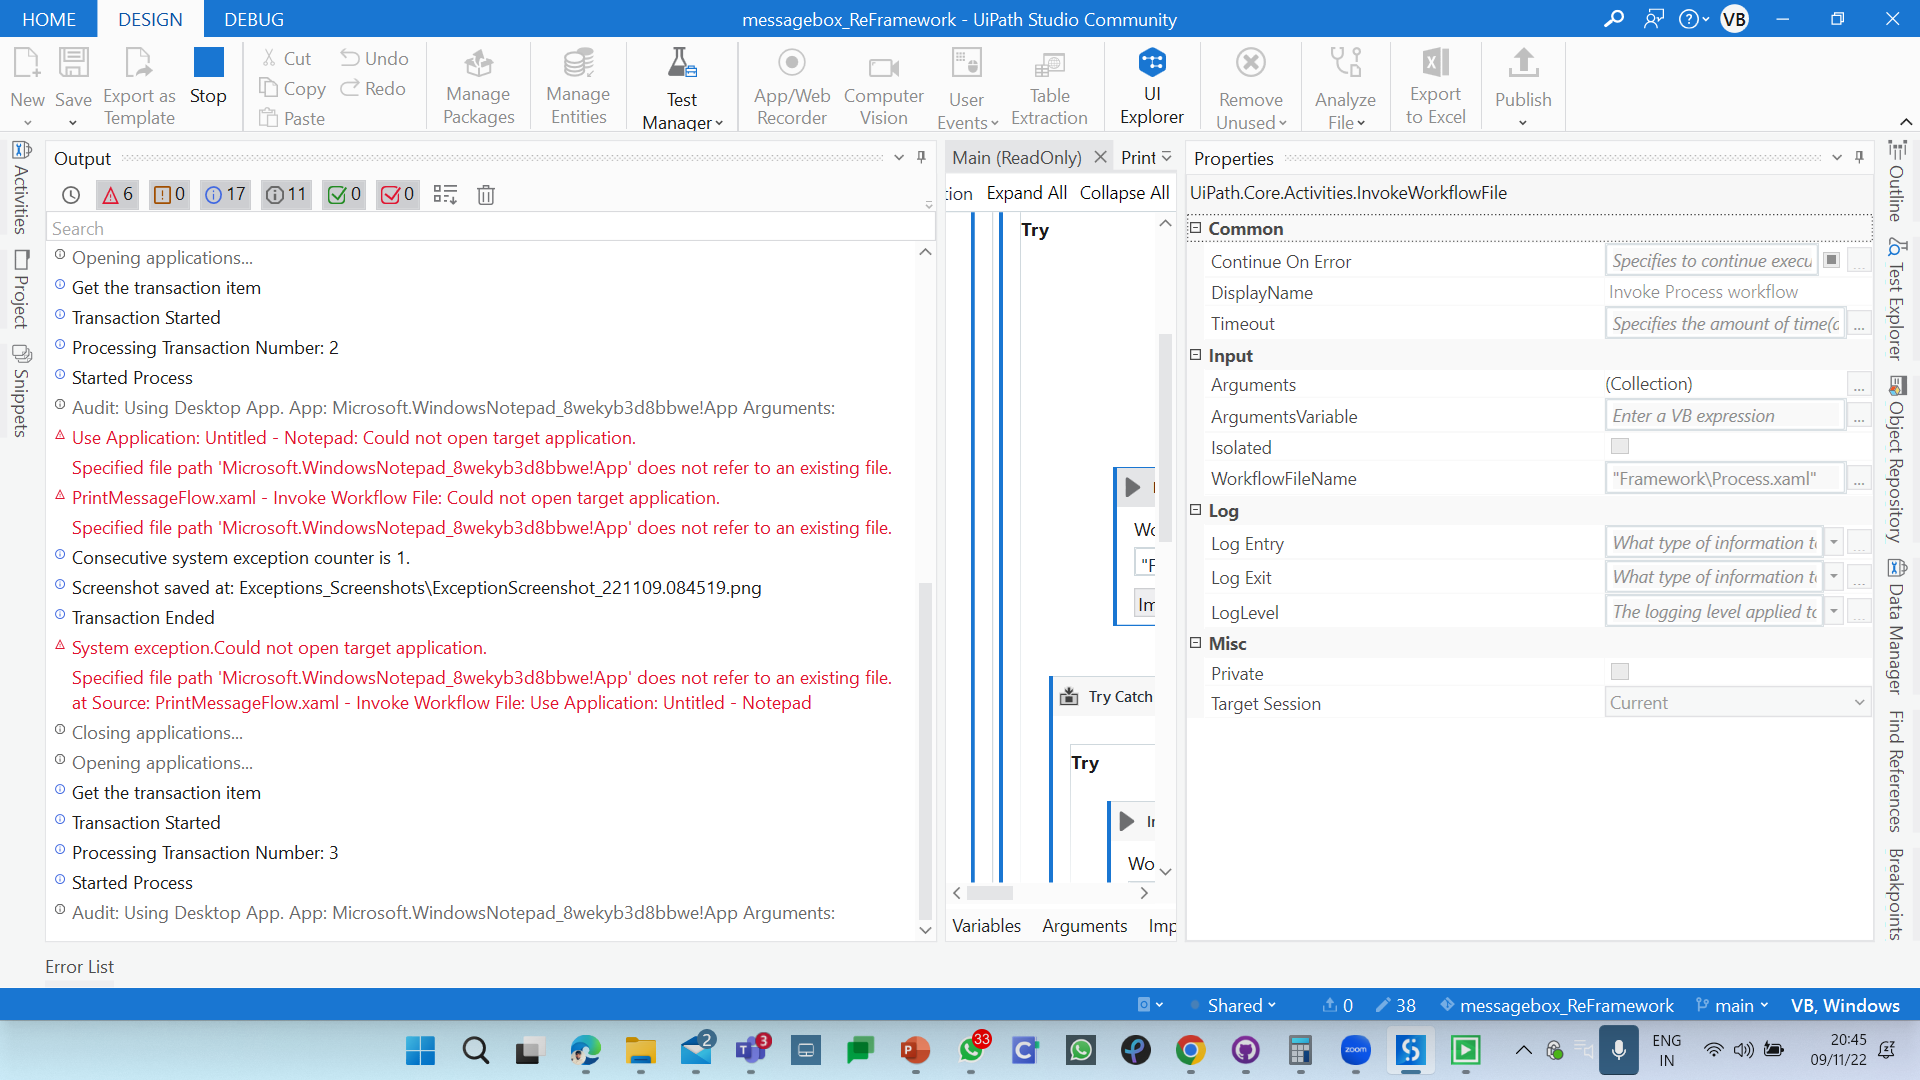 HOME DESIGN DEBUG messagebox_ReFramework - UiPath Studio Community VB
New Save Export as Template Stop Cut Copy Paste Undo Redo Manage Packages Manage Entities Test Manager App/Web Recorder Computer Vision User Events Table Extraction UI Explorer Remove Unused Analyze File Export to Excel Publish
Activities
Project
Snippets
Output
6 0 17 11 0 0
Search
Opening applications...
Get the transaction item
Transaction Started
Processing Transaction Number: 2
Started Process
Audit: Using Desktop App. App: Microsoft.WindowsNotepad_8wekyb3d8bbwe!App Arguments:
Use Application: Untitled - Notepad: Could not open target application.
Specified file path 'Microsoft.WindowsNotepad_8wekyb3d8bbwe!App' does not refer to an existing file.
PrintMessageFlow.xaml - Invoke Workflow File: Could not open target application.
Specified file path 'Microsoft.WindowsNotepad_8wekyb3d8bbwe!App' does not refer to an existing file.
Consecutive system exception counter is 1.
Screenshot saved at: Exceptions_Screenshots\ExceptionScreenshot_221109.084519.png
Transaction Ended
System exception.Could not open target application.
Specified file path 'Microsoft.WindowsNotepad_8wekyb3d8bbwe!App' does not refer to an existing file.
at Source: PrintMessageFlow.xaml - Invoke Workflow File: Use Application: Untitled - Notepad
Closing applications...
Opening applications...
Get the transaction item
Transaction Started
Processing Transaction Number: 3
Started Process
Audit: Using Desktop App. App: Microsoft.WindowsNotepad_8wekyb3d8bbwe!App Arguments:
Error List
Main (ReadOnly) Print
tion Expand All Collapse All
Try
Wo
"F
Im
Try Catch
Try
Ir
Wo
Variables Arguments Imp
Properties
UiPath.Core.Activities.InvokeWorkflowFile
Common
Continue On Error Specifies to continue execu
DisplayName Invoke Process workflow
Timeout Specifies the amount of time(
Input
Arguments (Collection)
ArgumentsVariable Enter a VB expression
Isolated
WorkflowFileName "Framework\Process.xaml"
Log
Log Entry What type of information t
Log Exit What type of information t
LogLevel The logging level applied to
Misc
Private
Target Session Current
Outline
Test Explorer
Object Repository
Data Manager
Find References
Breakpoints
Shared 0 38 messagebox_ReFramework main VB, Windows
2 3 33 zoom ENG IN 20:45 09/11/22